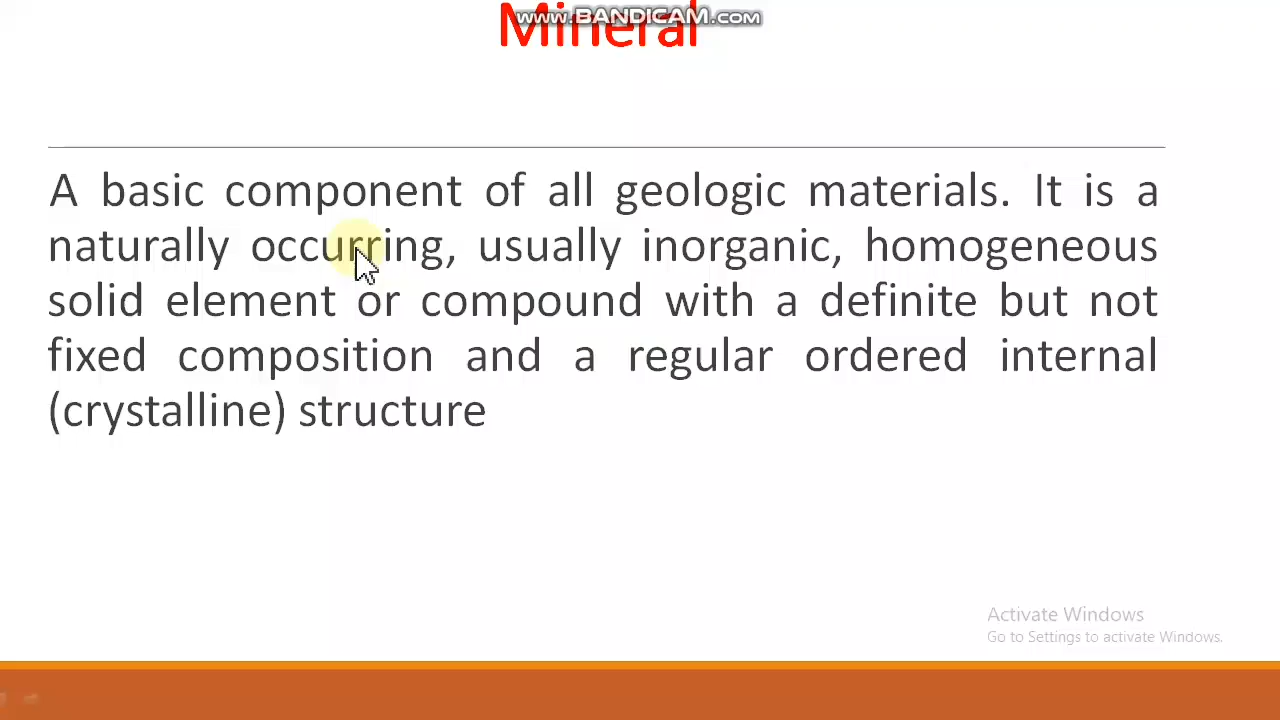 www.BANDICAM.com
Mineral
A basic component of all geologic materials. It is a
naturally occurring, usually inorganic, homogeneous
solid element or compound with a definite but not
fixed composition and a regular ordered internal
(crystalline) structure
Activate Windows
Go to Settings to activate Windows.